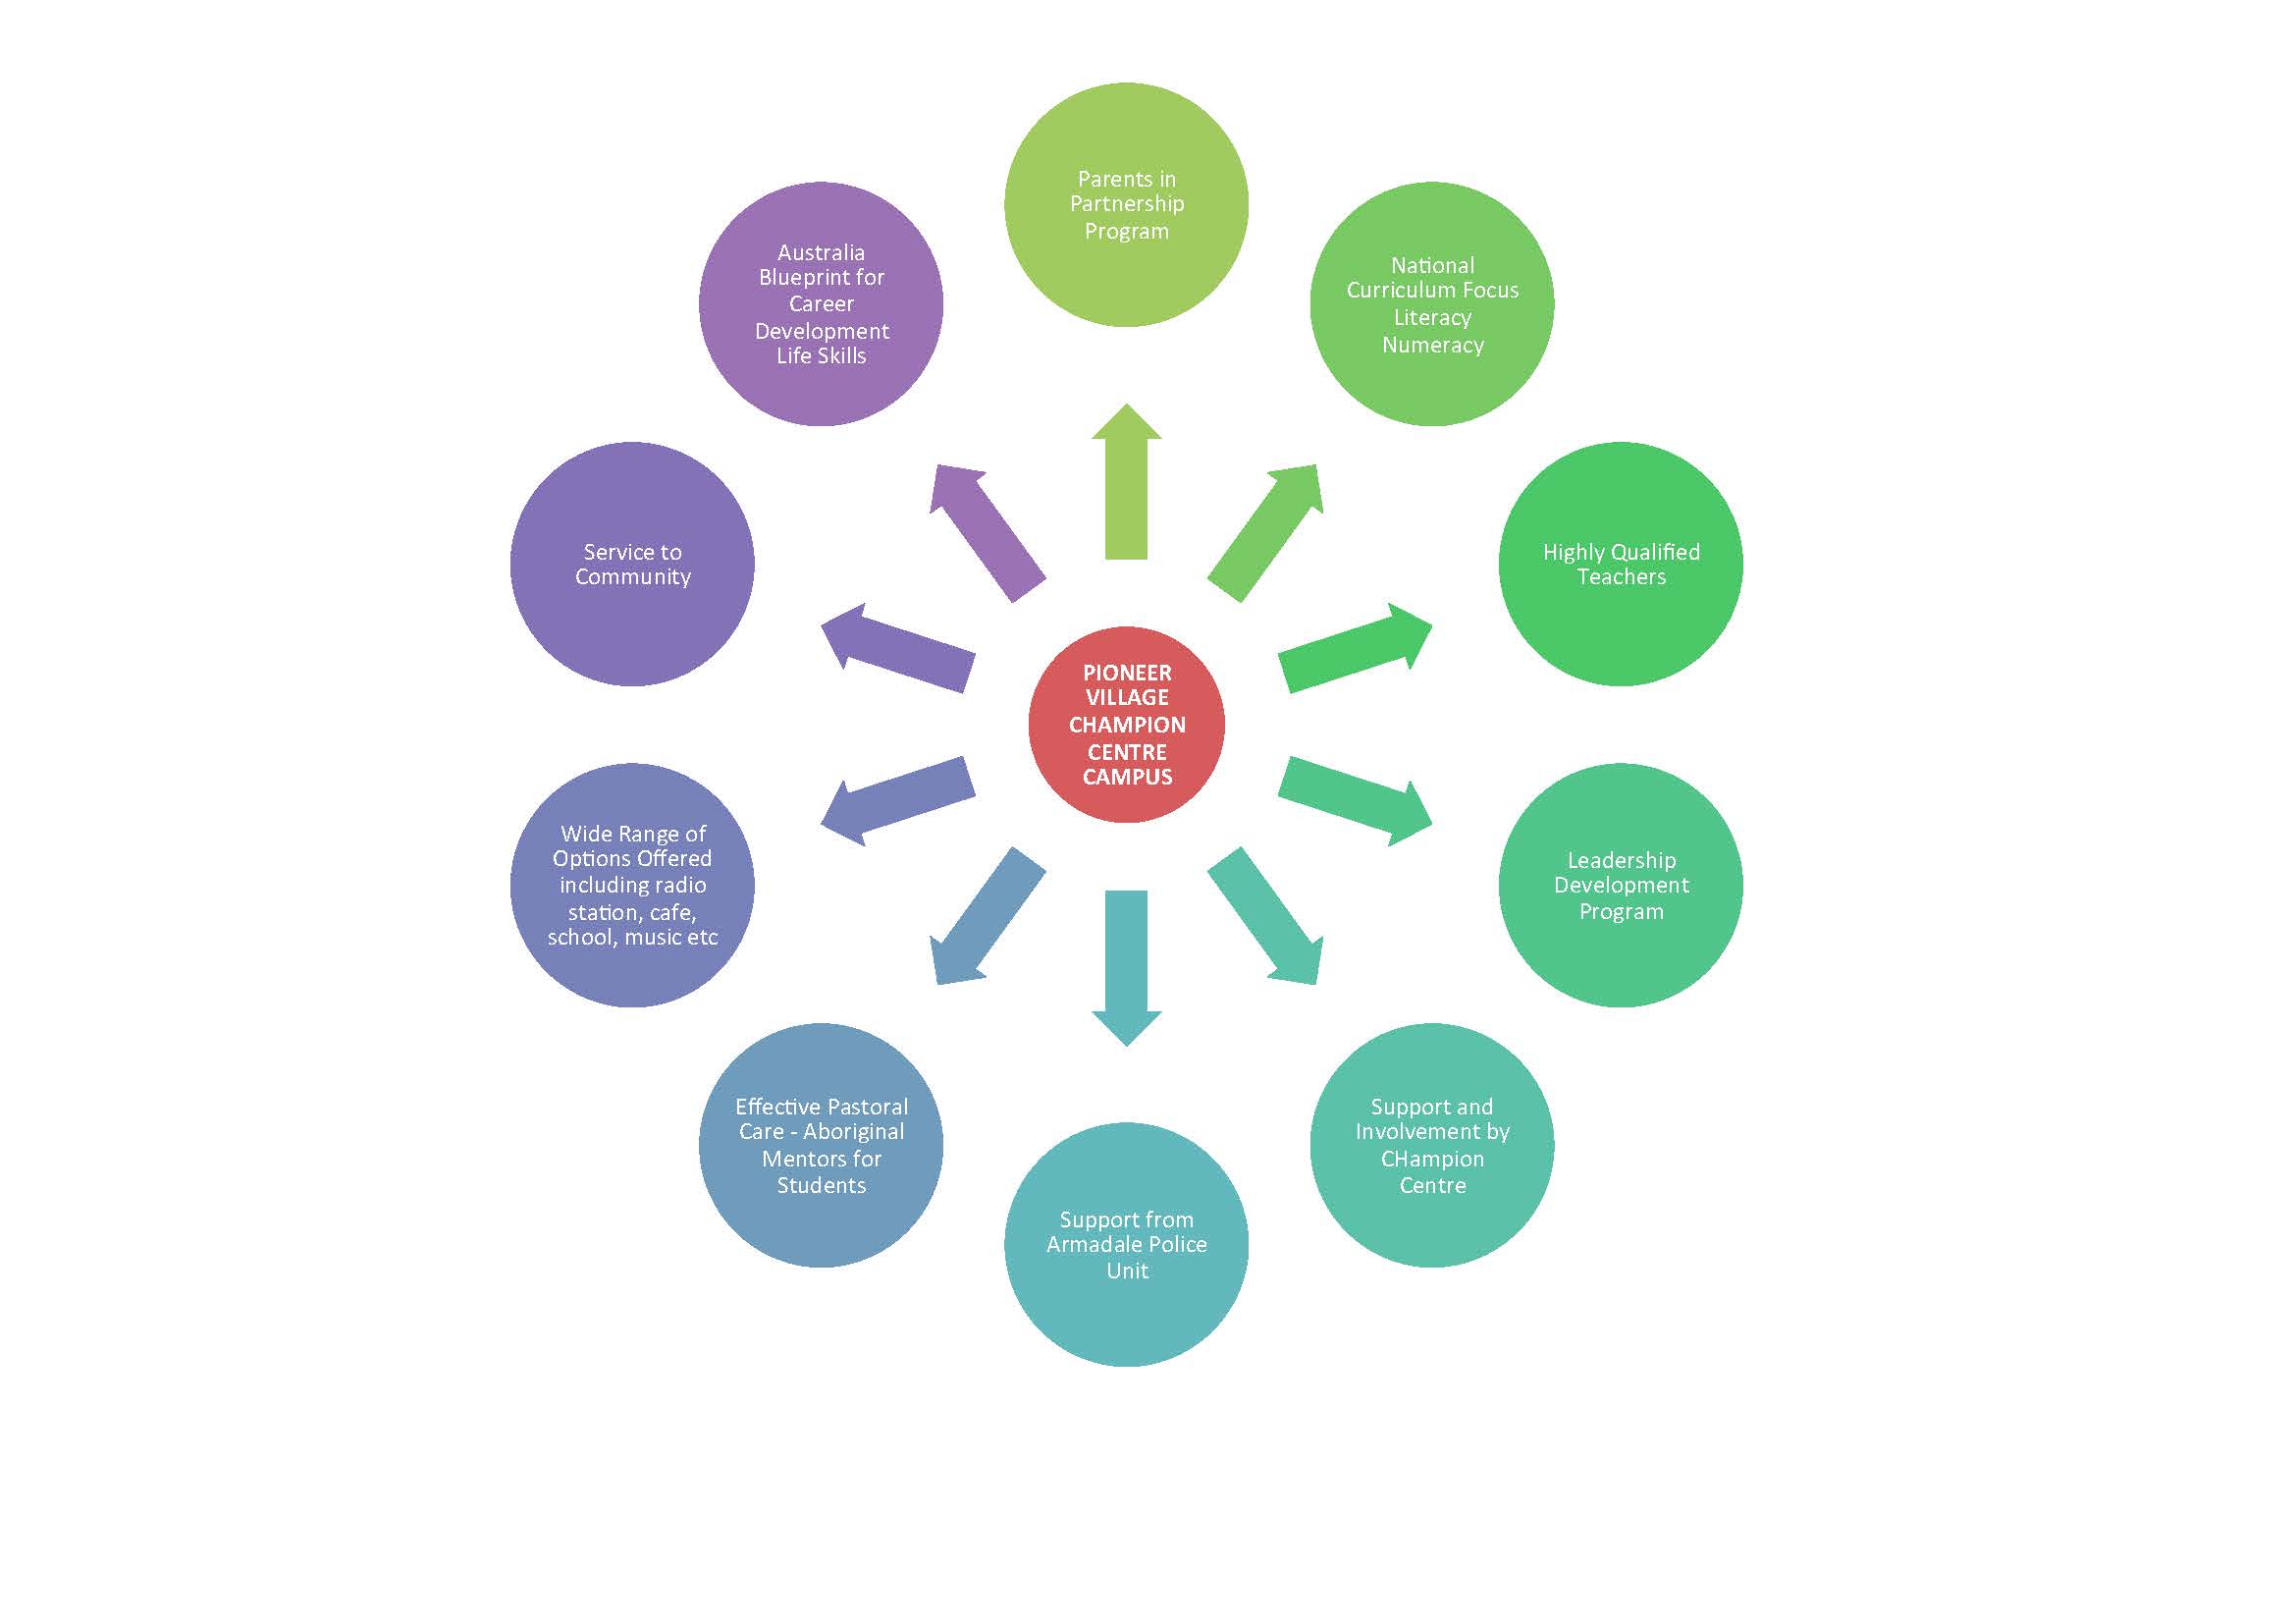 Parents in
Partnership
Program
National
Curriculum Focus
Literacy
Numeracy
Highly Qualified
Teachers
Leadership
Development
Program
Support and
Involvement by
CHampion
Centre
Support from
Armadale Police
Unit
Effective Pastoral
Care - Aboriginal
Mentors for
Students
Wide Range of
Options Offered
including radio
station, cafe,
school, music etc
Service to
Community
Australia
Blueprint for
Career
Development
Life Skills
PIONEER
VILLAGE
CHAMPION
CENTRE
CAMPUS